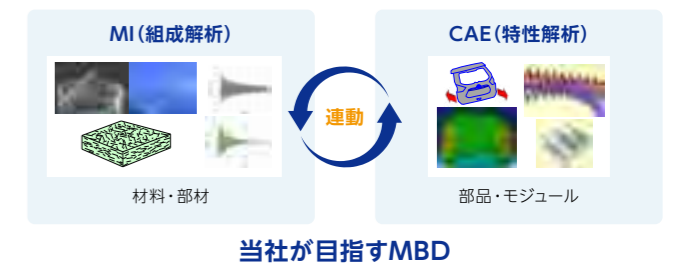 MI(組成解析)
材料・部材
連動
CAE(特性解析)
部品・モジュール
当社が目指すMBD